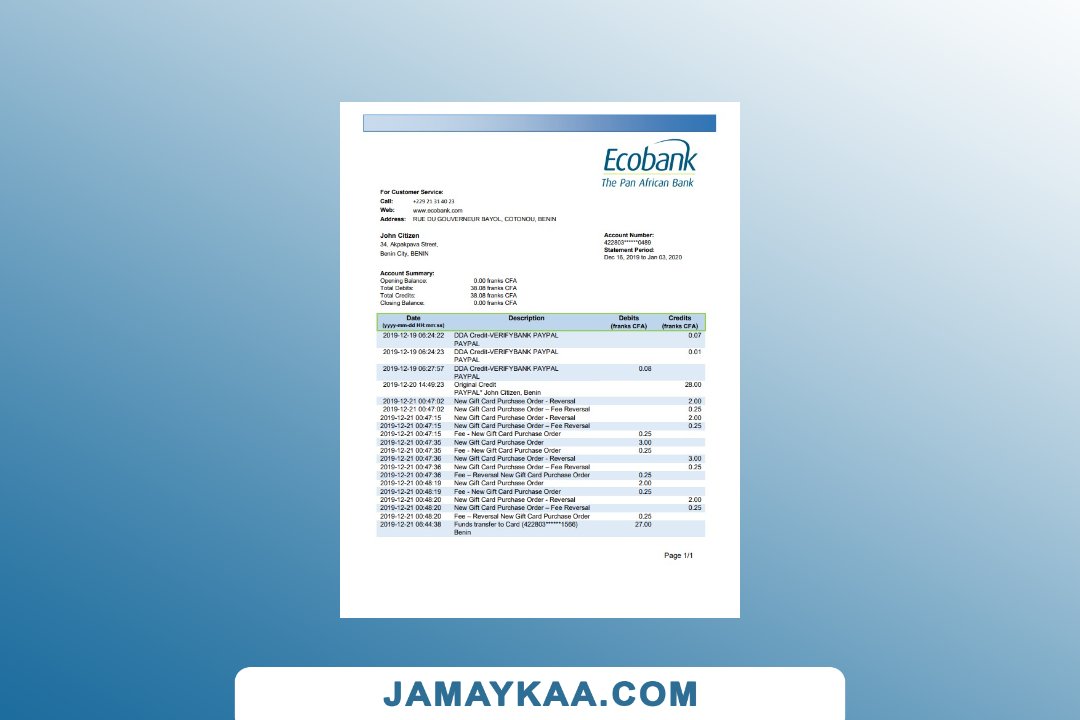 Ecobank
The Pan African Bank
For Customer Service:
Call: +229 21 31 40 23
Web: www.ecobank.com
Address: RUE DU GOUVERNEUR BAYOL, COTONOU, BENIN
John Citizen
34, Akpakpava Street,
Benin City, BENIN
Account Number:
422803******0489
Statement Period:
Dec 16, 2019 to Jan 03, 2020
Account Summary:
Opening Balance: 0.00 franks CFA
Total Debits: 38.08 franks CFA
Total Credits: 38.08 franks CFA
Closing Balance: 0.00 franks CFA
Date Description Debits Credits
(yyyy-mm-dd HH:mm:ss) (franks CFA) (franks CFA)
2019-12-19 06:24:22 DDA Credit-VERIFYBANK PAYPAL 0.07
PAYPAL
2019-12-19 06:24:23 DDA Credit-VERIFYBANK PAYPAL 0.01
PAYPAL
2019-12-19 06:27:57 DDA Credit-VERIFYBANK PAYPAL 0.08
PAYPAL
2019-12-20 14:49:23 Original Credit 28.00
PAYPAL* John Citizen, Benin
2019-12-21 00:47:02 New Gift Card Purchase Order - Reversal 2.00
2019-12-21 00:47:02 New Gift Card Purchase Order – Fee Reversal 0.25
2019-12-21 00:47:15 New Gift Card Purchase Order - Reversal 2.00
2019-12-21 00:47:15 New Gift Card Purchase Order – Fee Reversal 0.25
2019-12-21 00:47:15 Fee - New Gift Card Purchase Order 0.25
2019-12-21 00:47:35 New Gift Card Purchase Order 3.00
2019-12-21 00:47:35 Fee - New Gift Card Purchase Order 0.25
2019-12-21 00:47:36 New Gift Card Purchase Order - Reversal 3.00
2019-12-21 00:47:36 New Gift Card Purchase Order – Fee Reversal 0.25
2019-12-21 00:47:36 Fee – Reversal New Gift Card Purchase Order 0.25
2019-12-21 00:48:19 New Gift Card Purchase Order 2.00
2019-12-21 00:48:19 Fee - New Gift Card Purchase Order 0.25
2019-12-21 00:48:20 New Gift Card Purchase Order - Reversal 2.00
2019-12-21 00:48:20 New Gift Card Purchase Order – Fee Reversal 0.25
2019-12-21 00:48:20 Fee – Reversal New Gift Card Purchase Order 0.25
2019-12-21 06:44:38 Funds transfer to Card (422803******1566) 27.00
Benin
Page 1/1
JAMAYKAA.COM